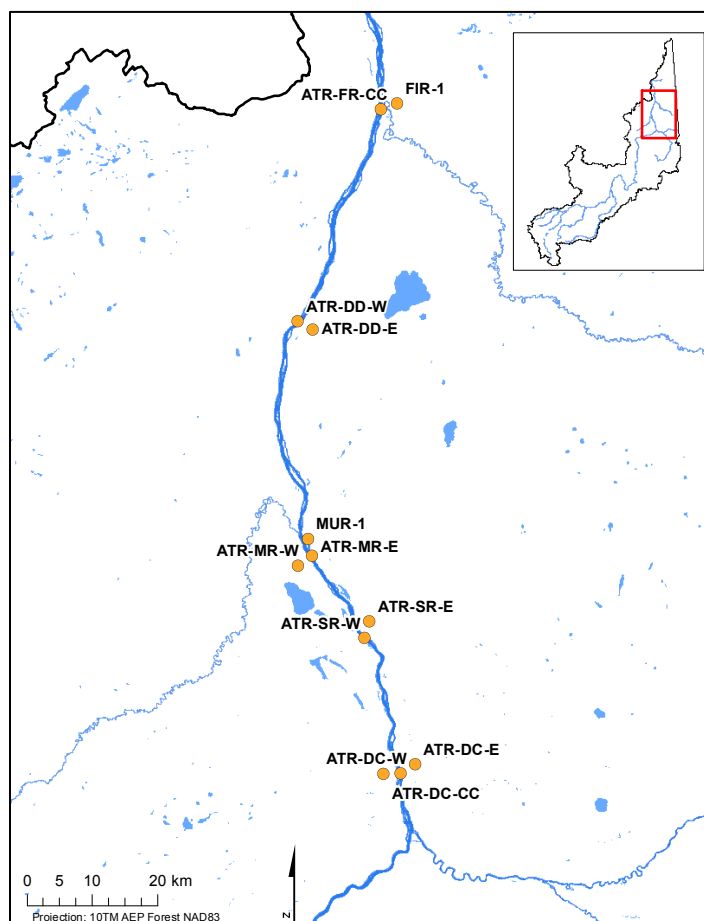 FIR-1
ATR-FR-CC
ATR-DD-W
ATR-DD-E
MUR-1
ATR-MR-E
ATR-MR-W
ATR-SR-E
ATR-SR-W
ATR-DC-E
ATR-DC-W
ATR-DC-CC
0 5 10 20 km
Projection: 10TM AEP Forest NAD83
N